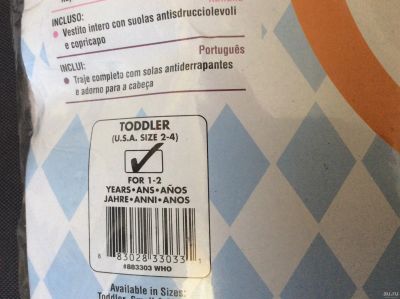 INCLUSO:
• Vestito intero con suolas antisdrucciolevoli
e copricapo
Português
INCLUI:
• Traje completo com solas antiderrapantes
e adorno para a cabeça
TODDLER
(U.S.A. SIZE 2-4)
FOR 1-2
YEARS•ANS•AÑOS
JAHRE•ANNI•ANOS
8 83028 33033 1
#883303 WHO
Available in Sizes:
au.ru